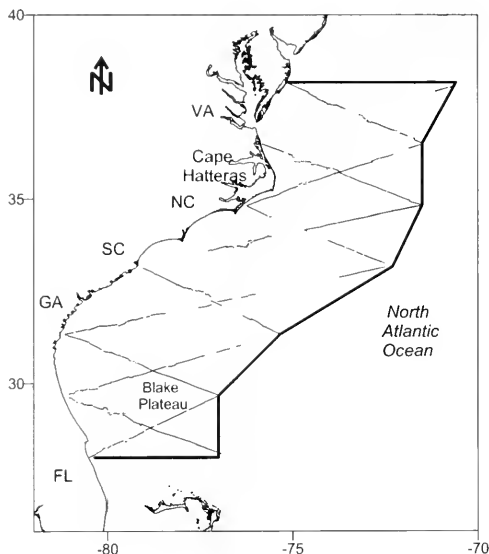 40
N
VA
Cape
Hatteras
NC
35
SC
GA
North
Atlantic
Ocean
30
Blake
Plateau
FL
-80
-75
-70